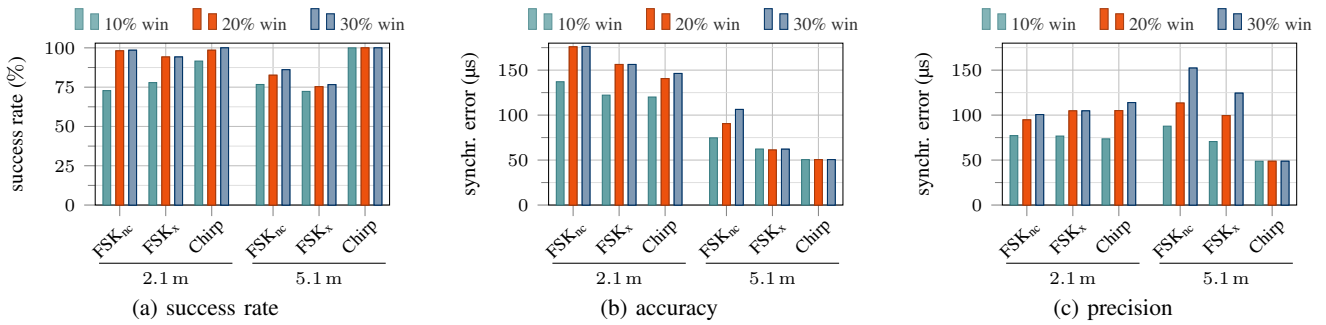 10% win 20% win 30% win
success rate (%)
100
75
50
25
0
FSKnc FSKx Chirp FSKnc FSKx Chirp
2.1 m 5.1 m
(a) success rate
10% win 20% win 30% win
synchr. error (µs)
150
100
50
0
FSKnc FSKx Chirp FSKnc FSKx Chirp
2.1 m 5.1 m
(b) accuracy
10% win 20% win 30% win
synchr. error (µs)
150
100
50
0
FSKnc FSKx Chirp FSKnc FSKx Chirp
2.1 m 5.1 m
(c) precision